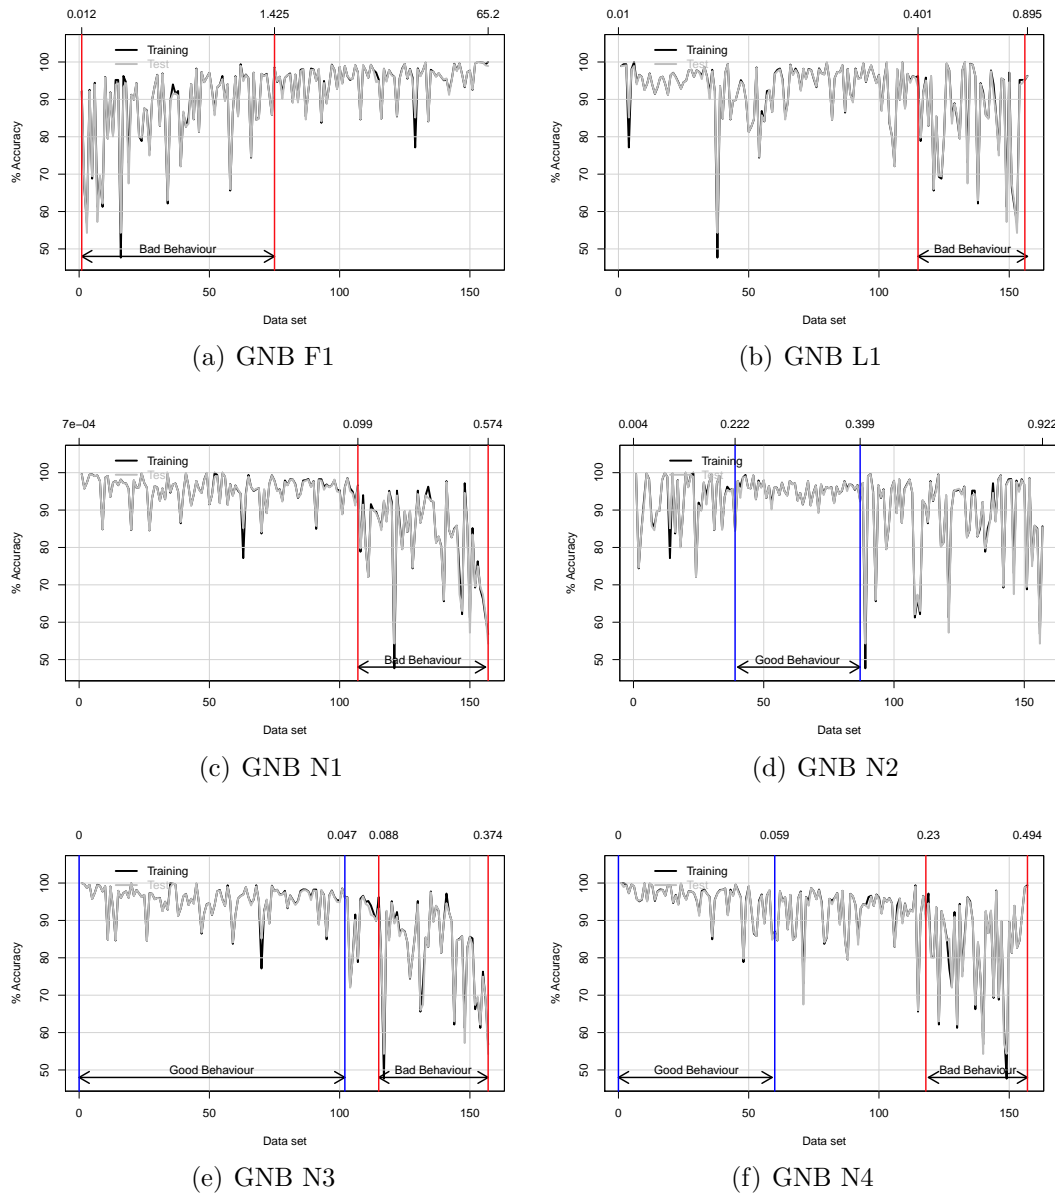 0.012 1.425 65.2
Training
Test
% Accuracy
50 60 70 80 90 100
Bad Behaviour
0 50 100 150
Data set
(a) GNB F1
0.01 0.401 0.895
Training
Test
% Accuracy
50 60 70 80 90 100
Bad Behaviour
0 50 100 150
Data set
(b) GNB L1
7e−04 0.099 0.574
Training
Test
% Accuracy
50 60 70 80 90 100
Bad Behaviour
0 50 100 150
Data set
(c) GNB N1
0.004 0.222 0.399 0.922
Training
Test
% Accuracy
50 60 70 80 90 100
Good Behaviour
0 50 100 150
Data set
(d) GNB N2
0 0.047 0.088 0.374
Training
Test
% Accuracy
50 60 70 80 90 100
Good Behaviour Bad Behaviour
0 50 100 150
Data set
(e) GNB N3
0 0.059 0.23 0.494
Training
Test
% Accuracy
50 60 70 80 90 100
Good Behaviour Bad Behaviour
0 50 100 150
Data set
(f) GNB N4